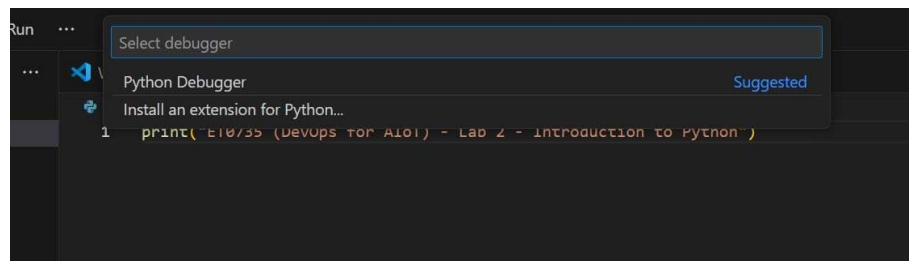 Run ...
Select debugger
...
Python Debugger Suggested
Install an extension for Python...
1 print("ET0735 (DevOps for AIoT) - Lab 2 - Introduction to Python")